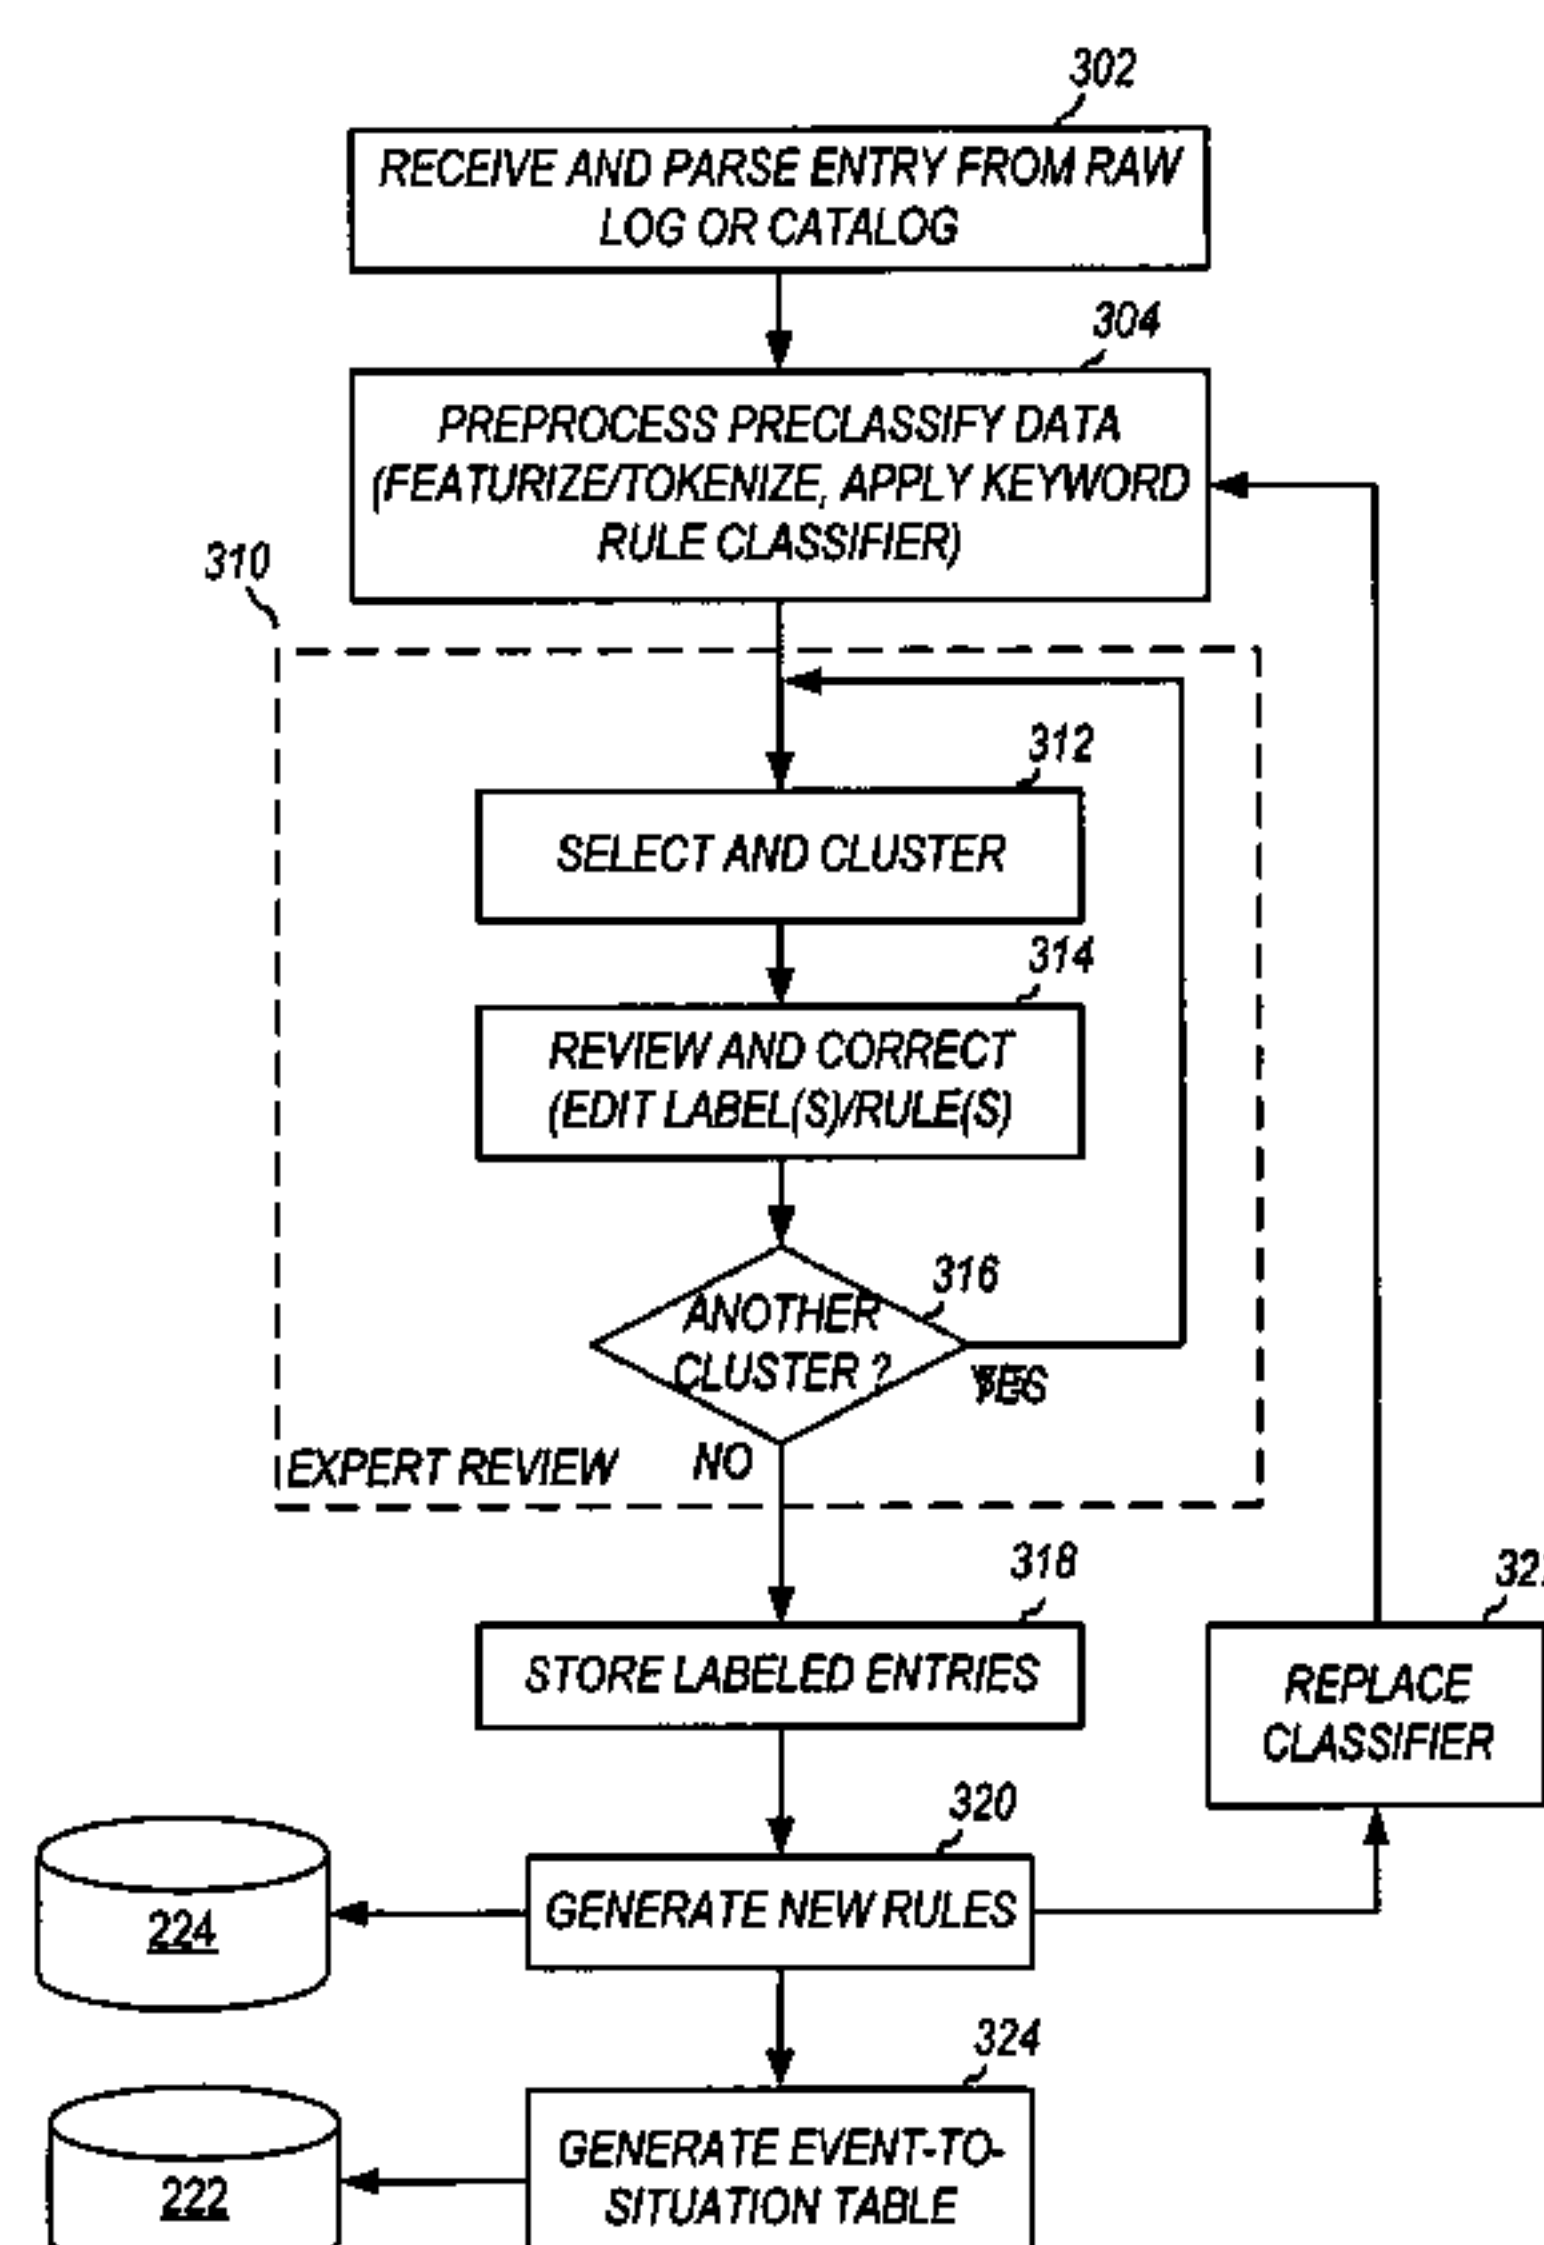 302
RECEIVE AND PARSE ENTRY FROM RAW
LOG OR CATALOG
304
PREPROCESS PRECLASSIFY DATA
(FEATURIZE/TOKENIZE, APPLY KEYWORD
RULE CLASSIFIER)
310
312
SELECT AND CLUSTER
314
REVIEW AND CORRECT
(EDIT LABEL(S)/RULE(S)
316
ANOTHER
CLUSTER ?
YES
NO
EXPERT REVIEW
318
STORE LABELED ENTRIES
REPLACE
CLASSIFIER
320
GENERATE NEW RULES
224
324
GENERATE EVENT-TO-
SITUATION TABLE
222